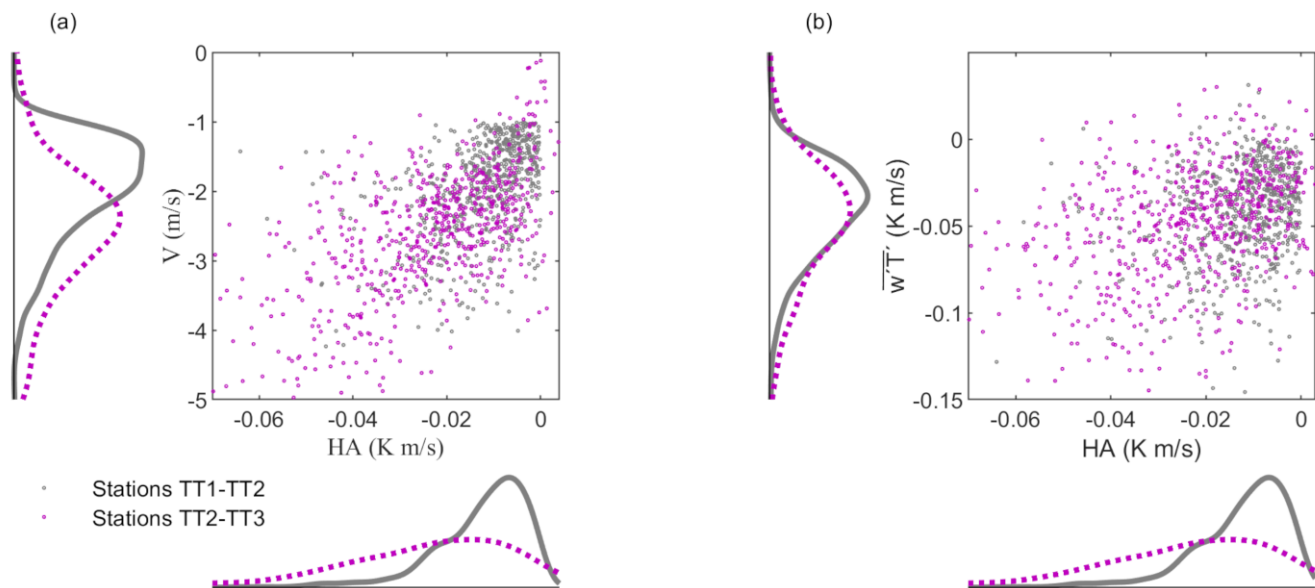 (a)
0
-1
-2
-3
-4
-5
V (m/s)
-0.06
-0.04
-0.02
0
HA (K m/s)
Stations TT1-TT2
Stations TT2-TT3
(b)
0
-0.05
-0.1
-0.15
w'T' (K m/s)
-0.06
-0.04
-0.02
0
HA (K m/s)